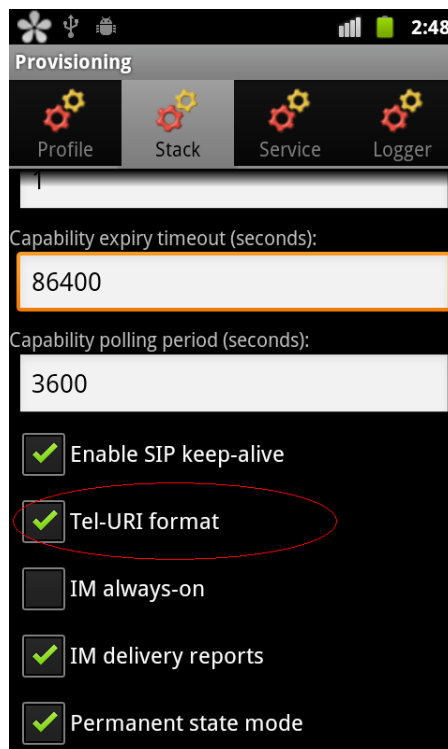 2:48
Provisioning
Profile Stack Service Logger
1
Capability expiry timeout (seconds):
86400
Capability polling period (seconds):
3600
Enable SIP keep-alive
Tel-URI format
IM always-on
IM delivery reports
Permanent state mode